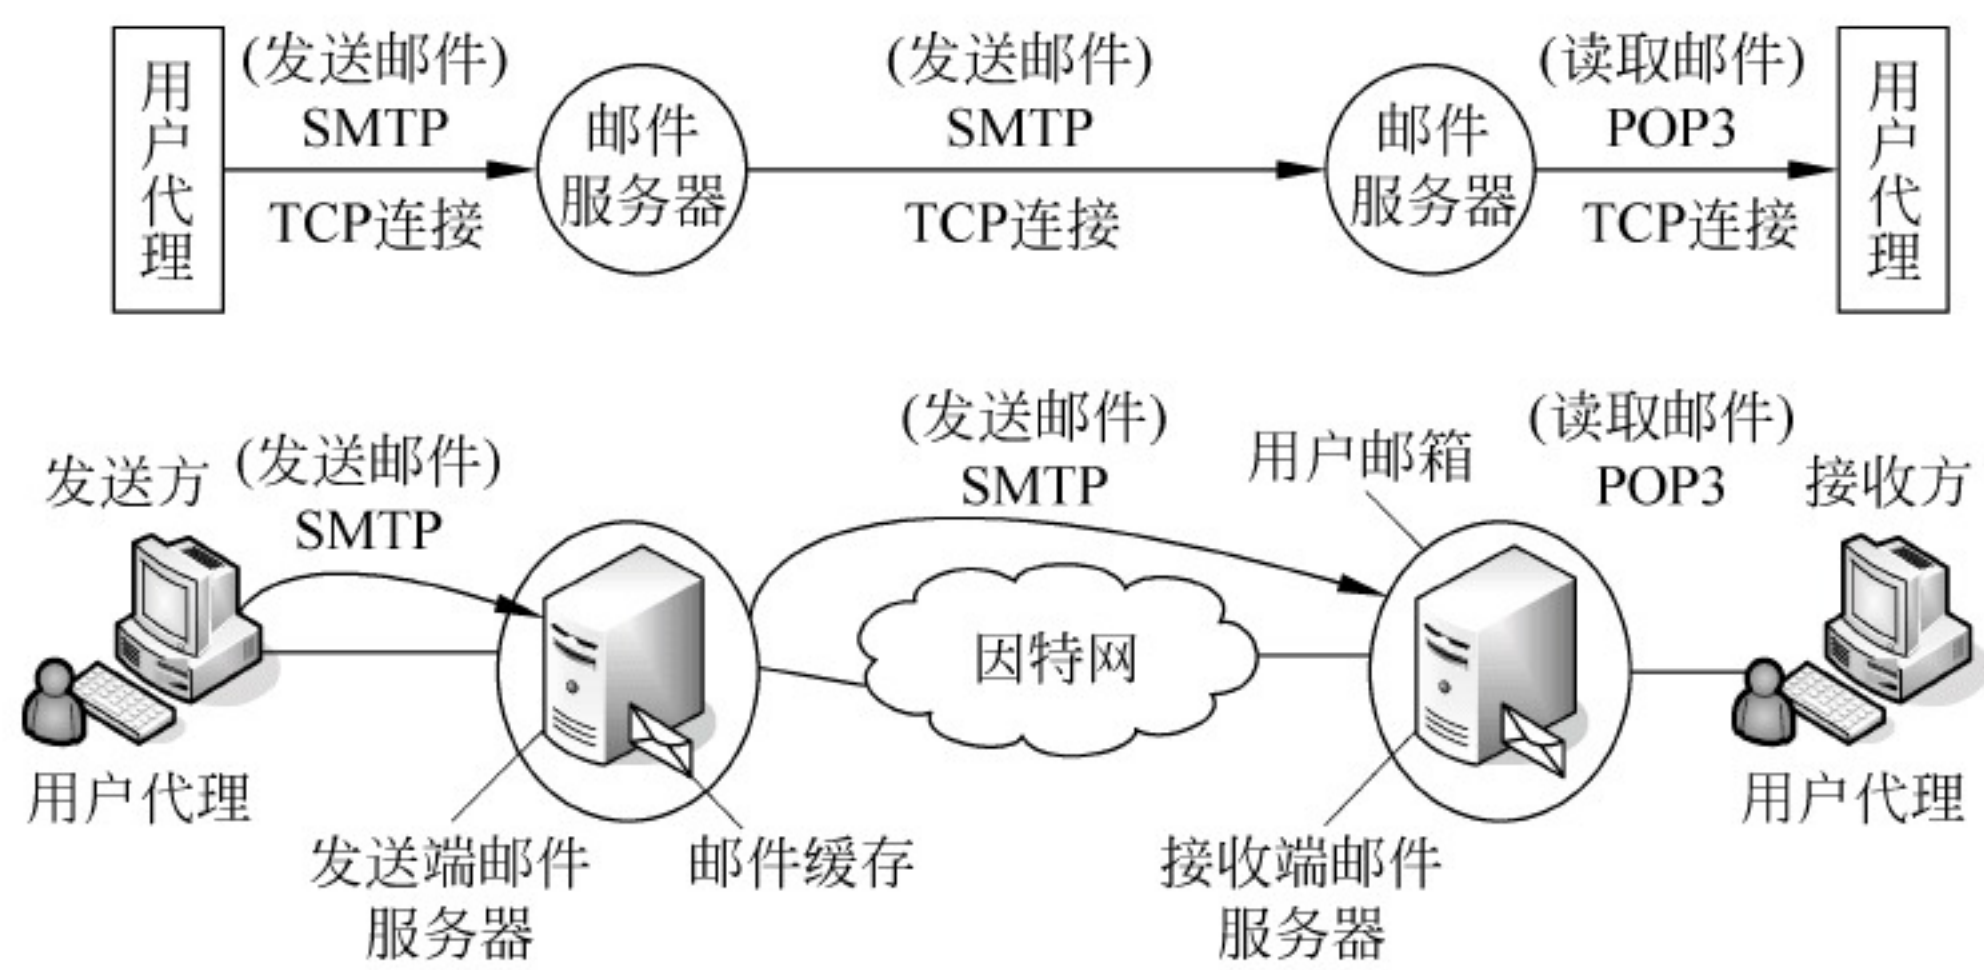 用户代理
(发送邮件)
SMTP
TCP连接
邮件
服务器
(发送邮件)
SMTP
TCP连接
邮件
服务器
(读取邮件)
POP3
TCP连接
用户代理
发送方
(发送邮件)
SMTP
(发送邮件)
SMTP
用户邮箱
(读取邮件)
POP3
接收方
因特网
用户代理
发送端邮件
服务器
邮件缓存
接收端邮件
服务器
用户代理